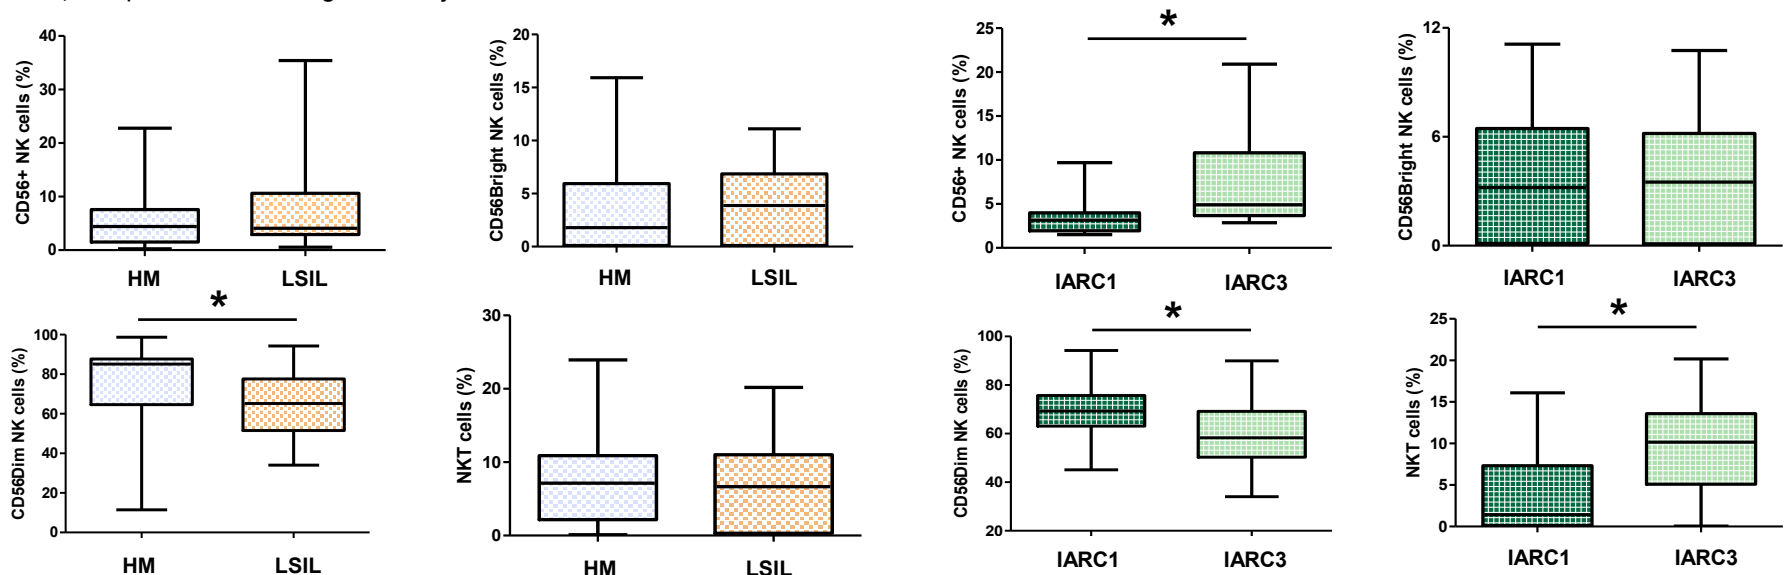 CD56+ NK cells (%)
40
30
20
10
0
HM
LSIL
CD56Bright NK cells (%)
20
15
10
5
0
HM
LSIL
*
CD56+ NK cells (%)
25
20
15
10
5
0
IARC1
IARC3
CD56Bright NK cells (%)
12
6
0
IARC1
IARC3
*
CD56Dim NK cells (%)
100
80
60
40
20
0
HM
LSIL
NKT cells (%)
30
20
10
0
HM
LSIL
*
CD56Dim NK cells (%)
100
80
60
40
20
IARC1
IARC3
*
NKT cells (%)
25
20
15
10
5
0
IARC1
IARC3